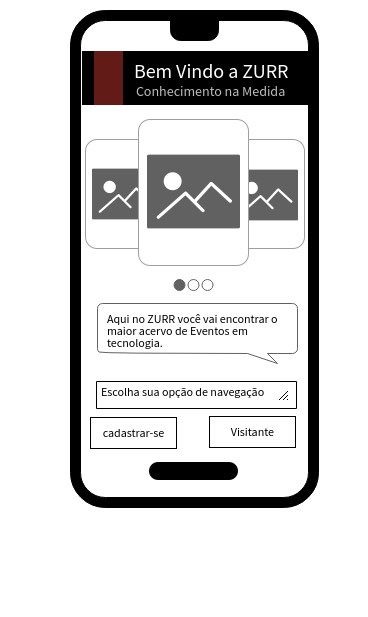 Bem Vindo a ZURR
Conhecimento na Medida
Aqui no ZURR você vai encontrar o
maior acervo de Eventos em
tecnologia.
Escolha sua opção de navegação
cadastrar-se
Visitante